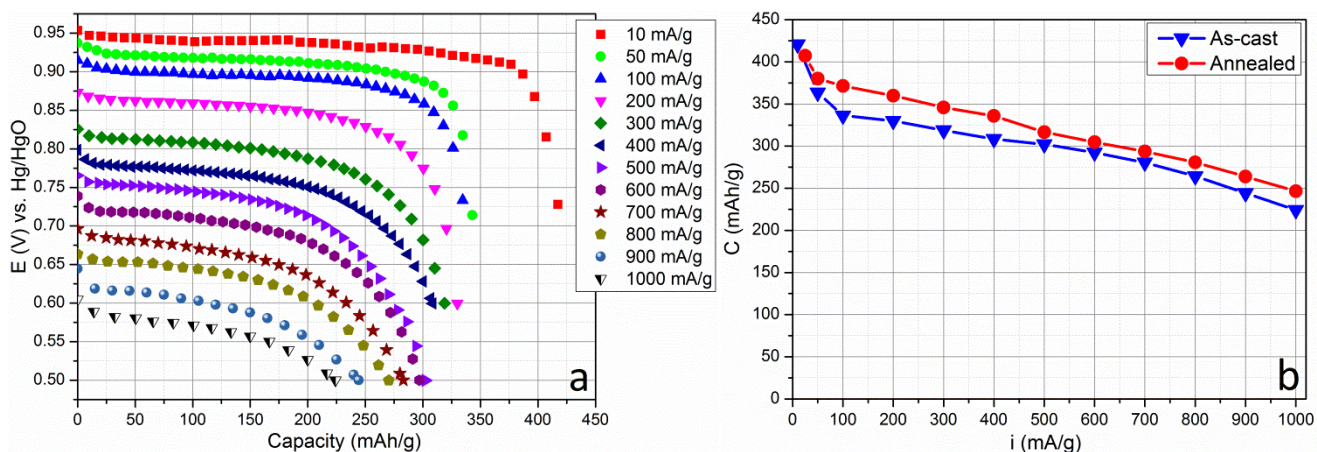 0.95
0.90
0.85
0.80
0.75
0.70
0.65
0.60
0.55
0.50
E (V) vs. Hg/HgO
0 50 100 150 200 250 300 350 400 450
Capacity (mAh/g)
10 mA/g
50 mA/g
100 mA/g
200 mA/g
300 mA/g
400 mA/g
500 mA/g
600 mA/g
700 mA/g
800 mA/g
900 mA/g
1000 mA/g
a
450
400
350
300
250
200
150
100
50
0
C (mAh/g)
0 100 200 300 400 500 600 700 800 900 1000
i (mA/g)
As-cast
Annealed
b